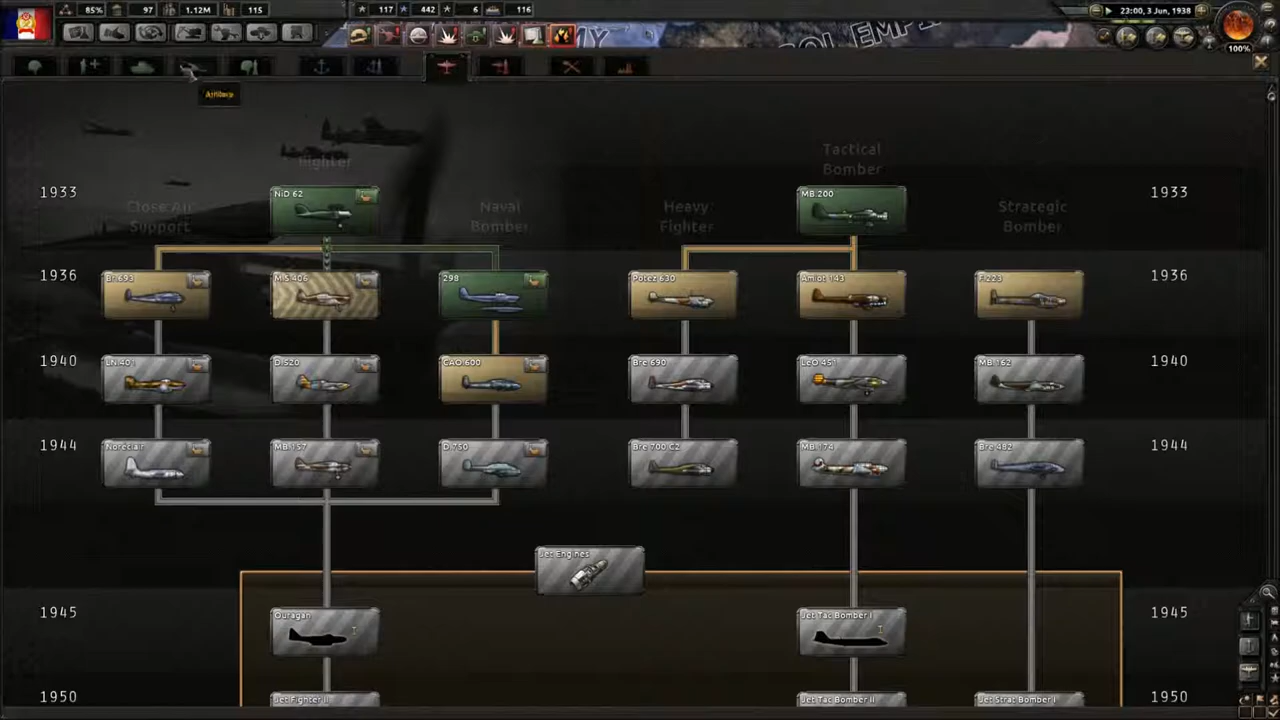 85%
97
1.12M
115
117
442
6
116
23:00, 3 Jun, 1938
100%
Artillery
Fighter
Tactical
Bomber
1933
NiD 62
MB.200
1933
Close Air
Support
Naval
Bomber
Heavy
Fighter
Strategic
Bomber
1936
Br.693
M.S.406
298
Potez 630
Amiot 143
F.223
1936
1940
LN.401
D.520
CAO.600
Bre 690
LeO 451
MB.162
1940
1944
Noreclair
MB.157
D.750
Bre 700 C2
MB.174
Bre 482
1944
Jet Engines
1945
Ouragan
Jet Tac Bomber I
1945
1950
Jet Fighter II
Jet Tac Bomber II
Jet Strat Bomber I
1950